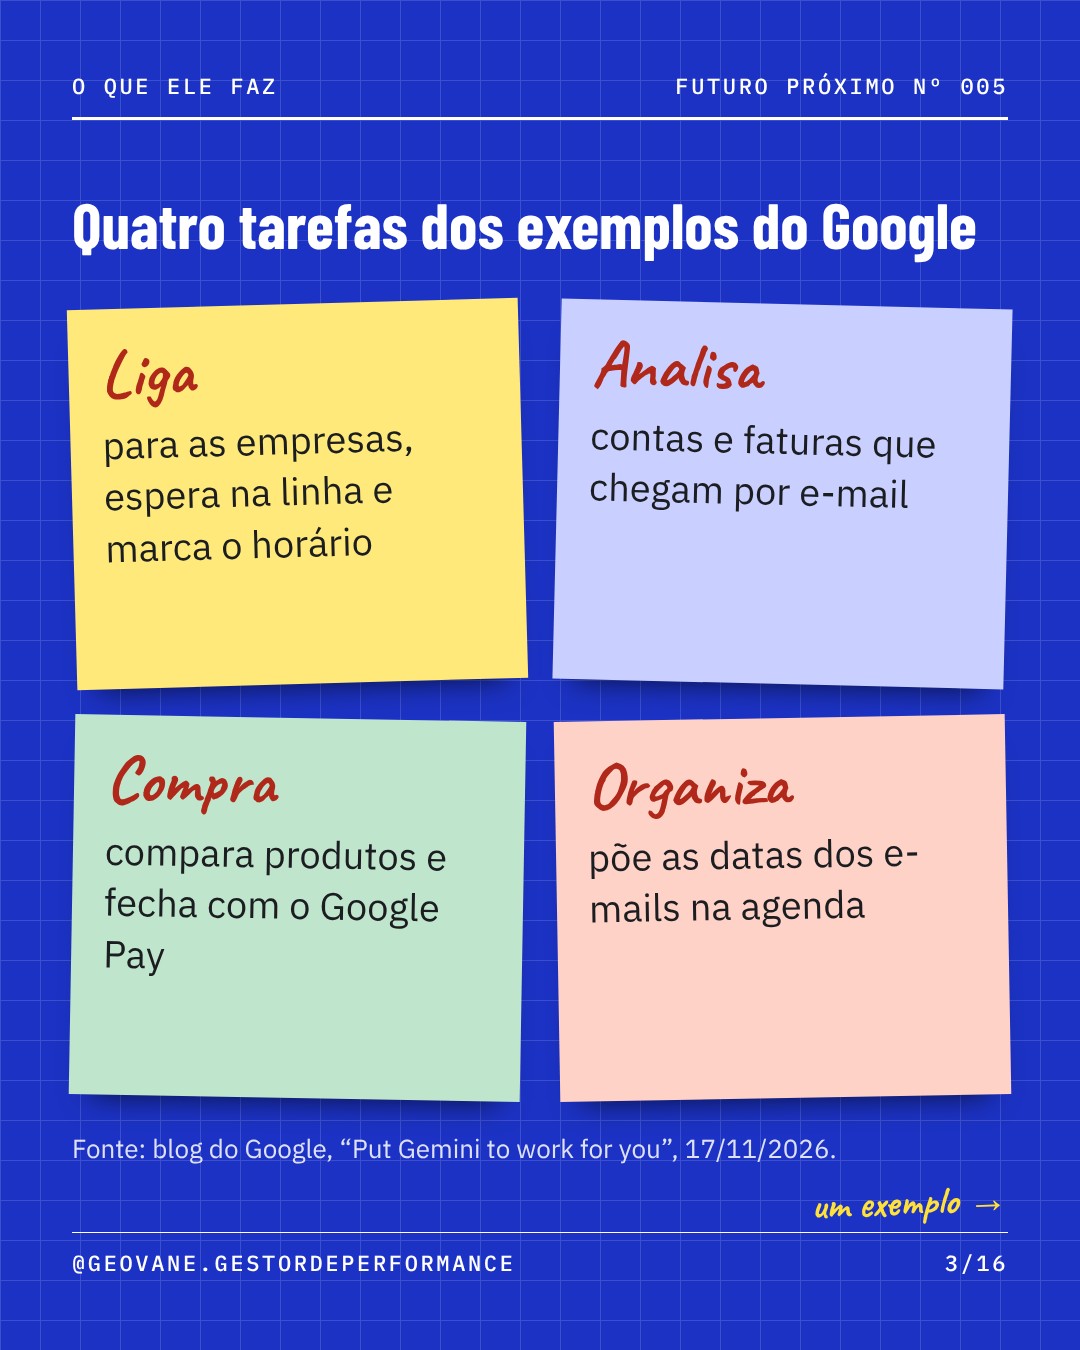 O QUE ELE FAZ
FUTURO PRÓXIMO Nº 005
Quatro tarefas dos exemplos do Google
Liga
para as empresas,
espera na linha e
marca o horário
Analisa
contas e faturas que
chegam por e-mail
Compra
compara produtos e
fecha com o Google
Pay
Organiza
põe as datas dos e-
mails na agenda
Fonte: blog do Google, “Put Gemini to work for you”, 17/11/2026.
um exemplo →
@GEOVANE.GESTORDEPERFORMANCE
3/16